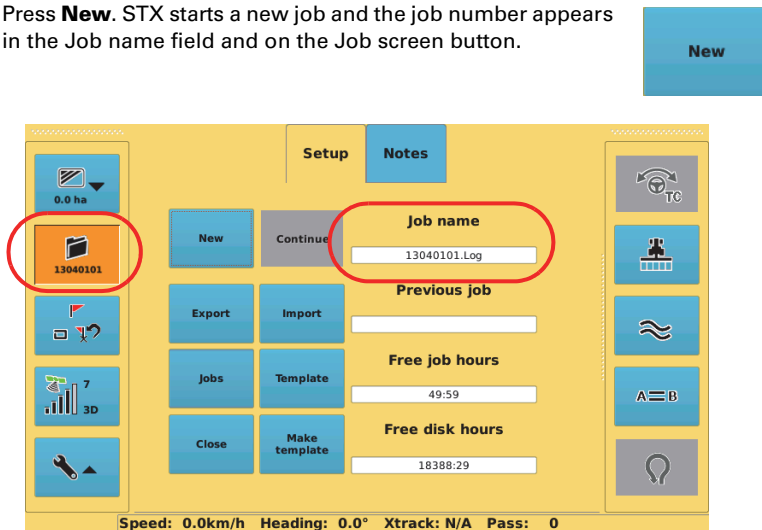 Press New. STX starts a new job and the job number appears
in the Job name field and on the Job screen button.
New
Setup
Notes
0.0 ha
TC
New
Continue
Job name
13040101.Log
13040101
Previous job
Export
Import
Free job hours
Jobs
Template
49:59
7
3D
A
B
Free disk hours
Close
Make
template
18388:29
Speed: 0.0km/h Heading: 0.0° Xtrack: N/A Pass: 0